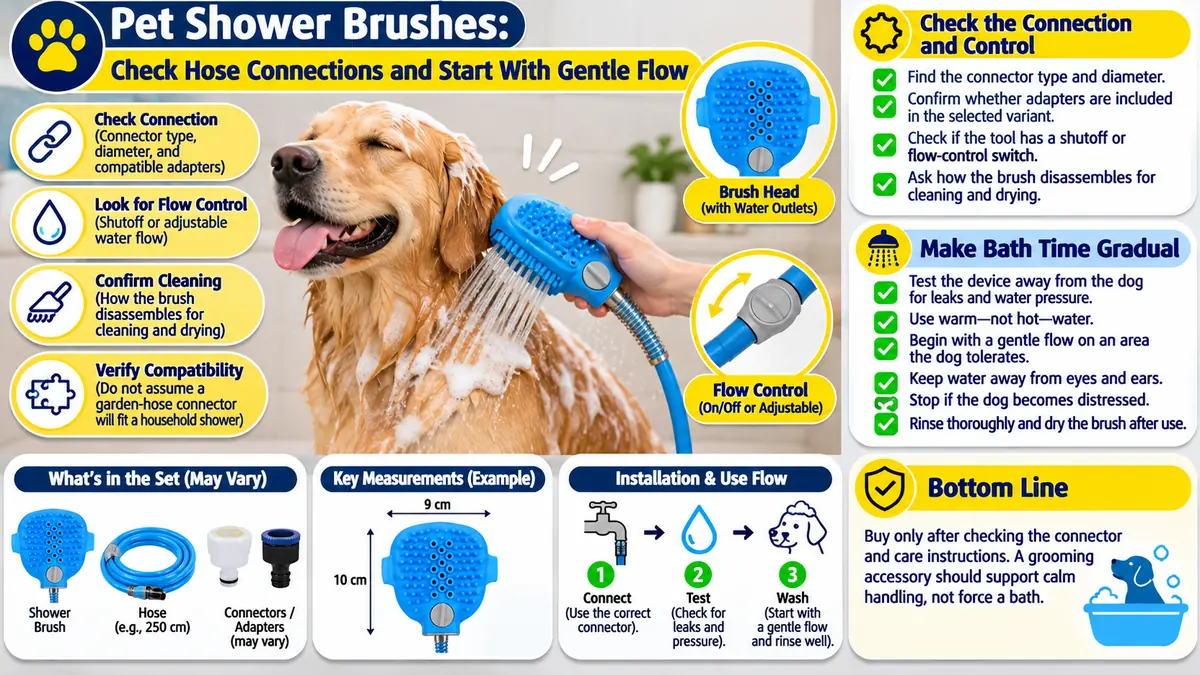 Pet Shower Brushes:
Check Hose Connections and Start With Gentle Flow
Check Connection
(Connector type,
diameter, and
compatible adapters)
Look for Flow Control
(Shutoff or adjustable
water flow)
Confirm Cleaning
(How the brush
disassembles for
cleaning and drying)
Verify Compatibility
(Do not assume a
garden-hose connector
will fit a household shower)
Brush Head
(with Water Outlets)
Flow Control
(On/Off or Adjustable)
Check the Connection
and Control
Find the connector type and diameter.
Confirm whether adapters are included
in the selected variant.
Check if the tool has a shutoff or
flow-control switch.
Ask how the brush disassembles for
cleaning and drying.
Make Bath Time Gradual
Test the device away from the dog
for leaks and water pressure.
Use warm—not hot—water.
Begin with a gentle flow on an area
the dog tolerates.
Keep water away from eyes and ears.
Stop if the dog becomes distressed.
Rinse thoroughly and dry the brush after use.
What's in the Set (May Vary)
Shower
Brush
Hose
(e.g., 250 cm)
Connectors /
Adapters
(may vary)
Key Measurements (Example)
9 cm
10 cm
Installation & Use Flow
1
Connect
(Use the correct
connector).
2
Test
(Check for
leaks and
pressure).
3
Wash
(Start with
a gentle flow
and rinse well).
Bottom Line
Buy only after checking the connector
and care instructions. A grooming
accessory should support calm
handling, not force a bath.